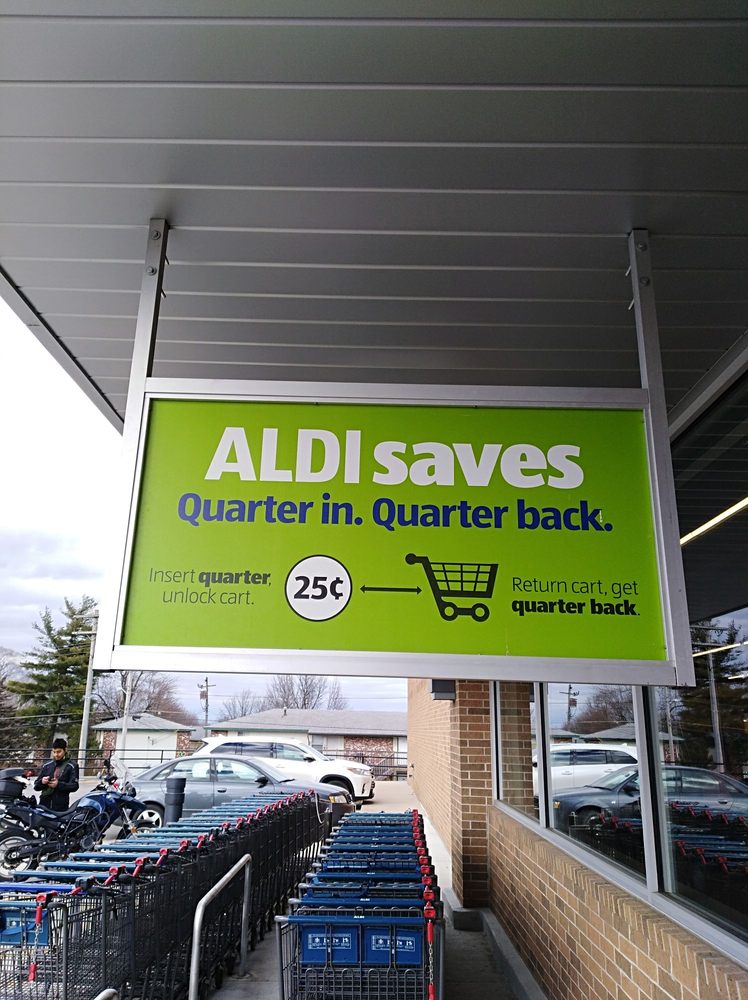 ALDI saves
Quarter in. Quarter back.
Insert quarter,
unlock cart.
25¢
Return cart, get
quarter back.